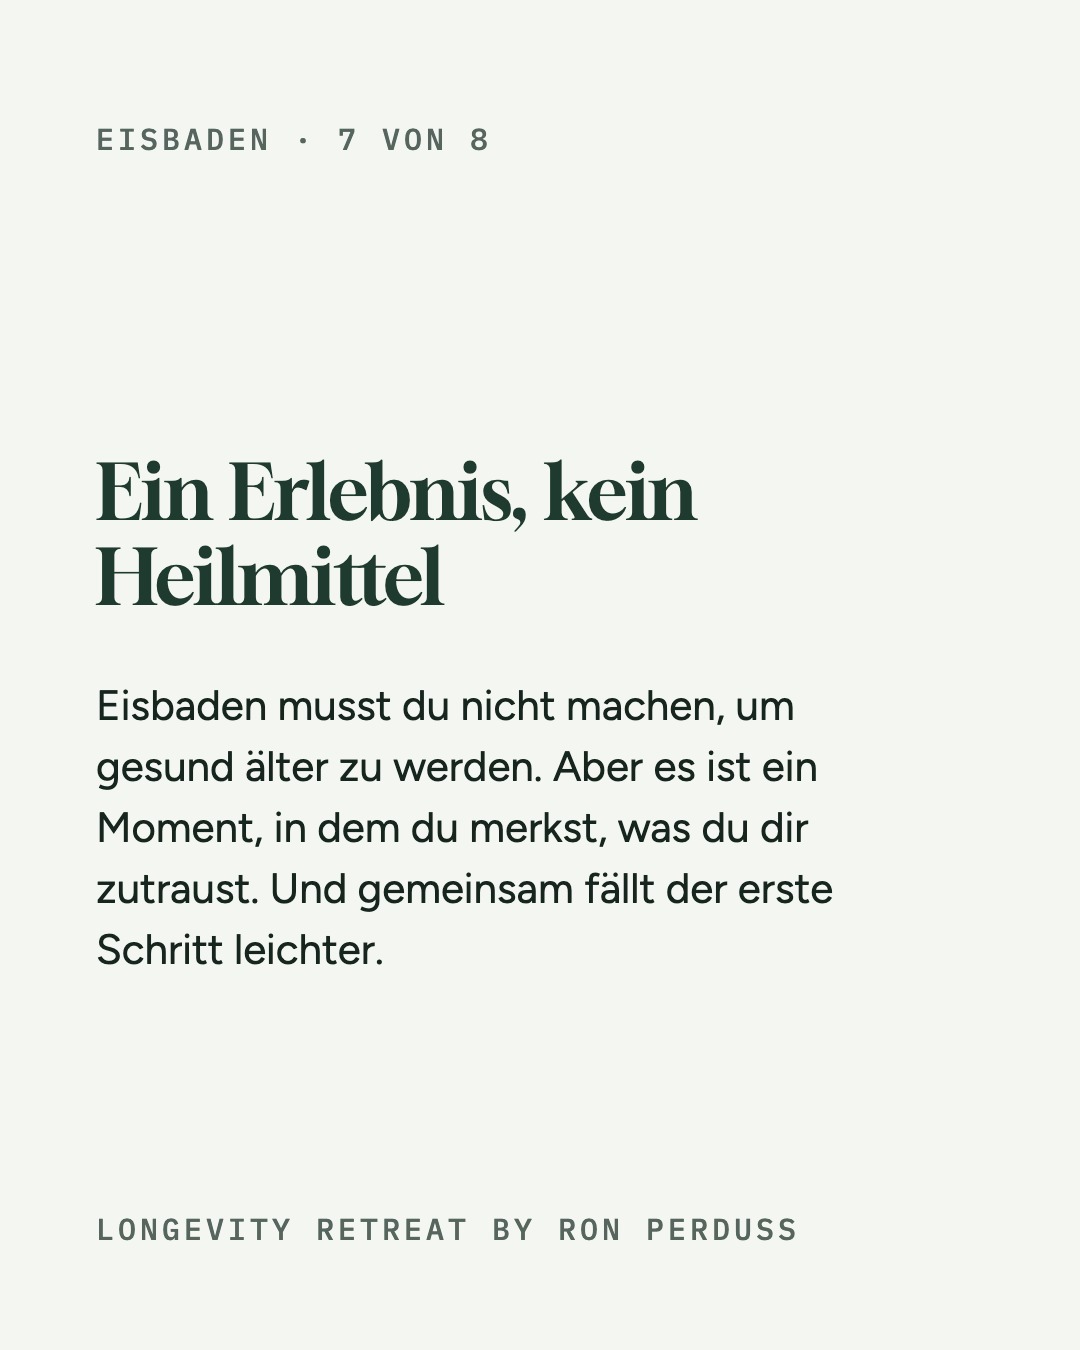 EISBADEN · 7 VON 8
Ein Erlebnis, kein
Heilmittel
Eisbaden musst du nicht machen, um
gesund älter zu werden. Aber es ist ein
Moment, in dem du merkst, was du dir
zutraust. Und gemeinsam fällt der erste
Schritt leichter.
LONGEVITY RETREAT BY RON PERDUSS